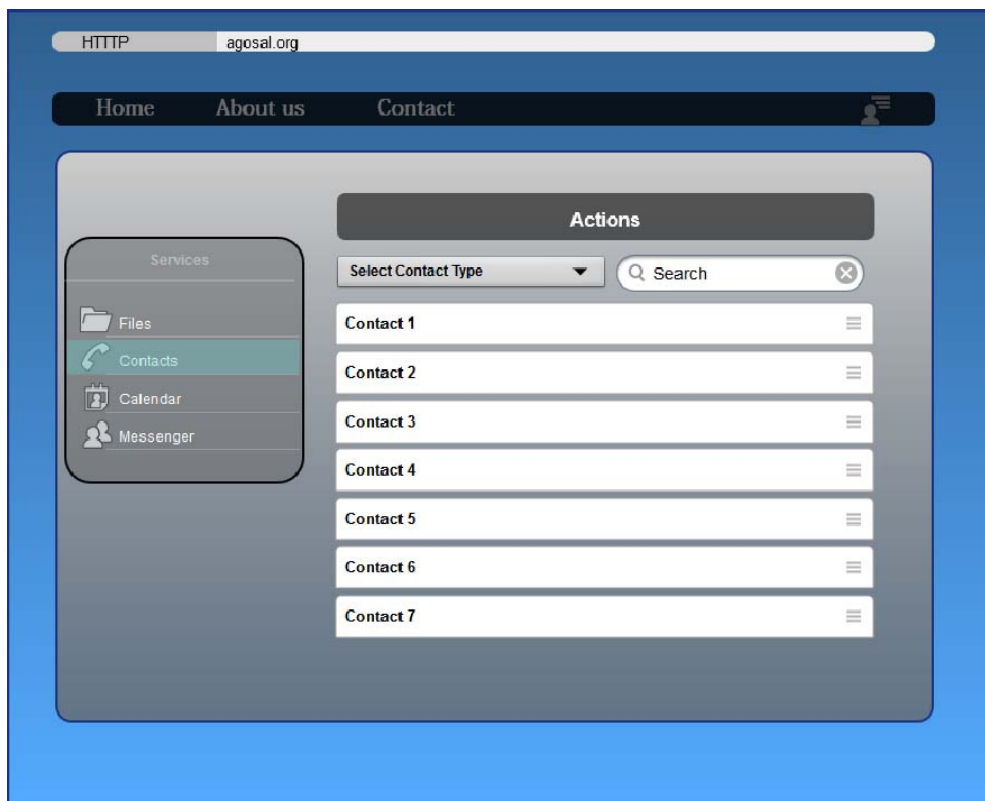 HTTP agosal.org
Home About us Contact
Actions
Services
Select Contact Type Search
Files
Contacts
Calendar
Messenger
Contact 1
Contact 2
Contact 3
Contact 4
Contact 5
Contact 6
Contact 7